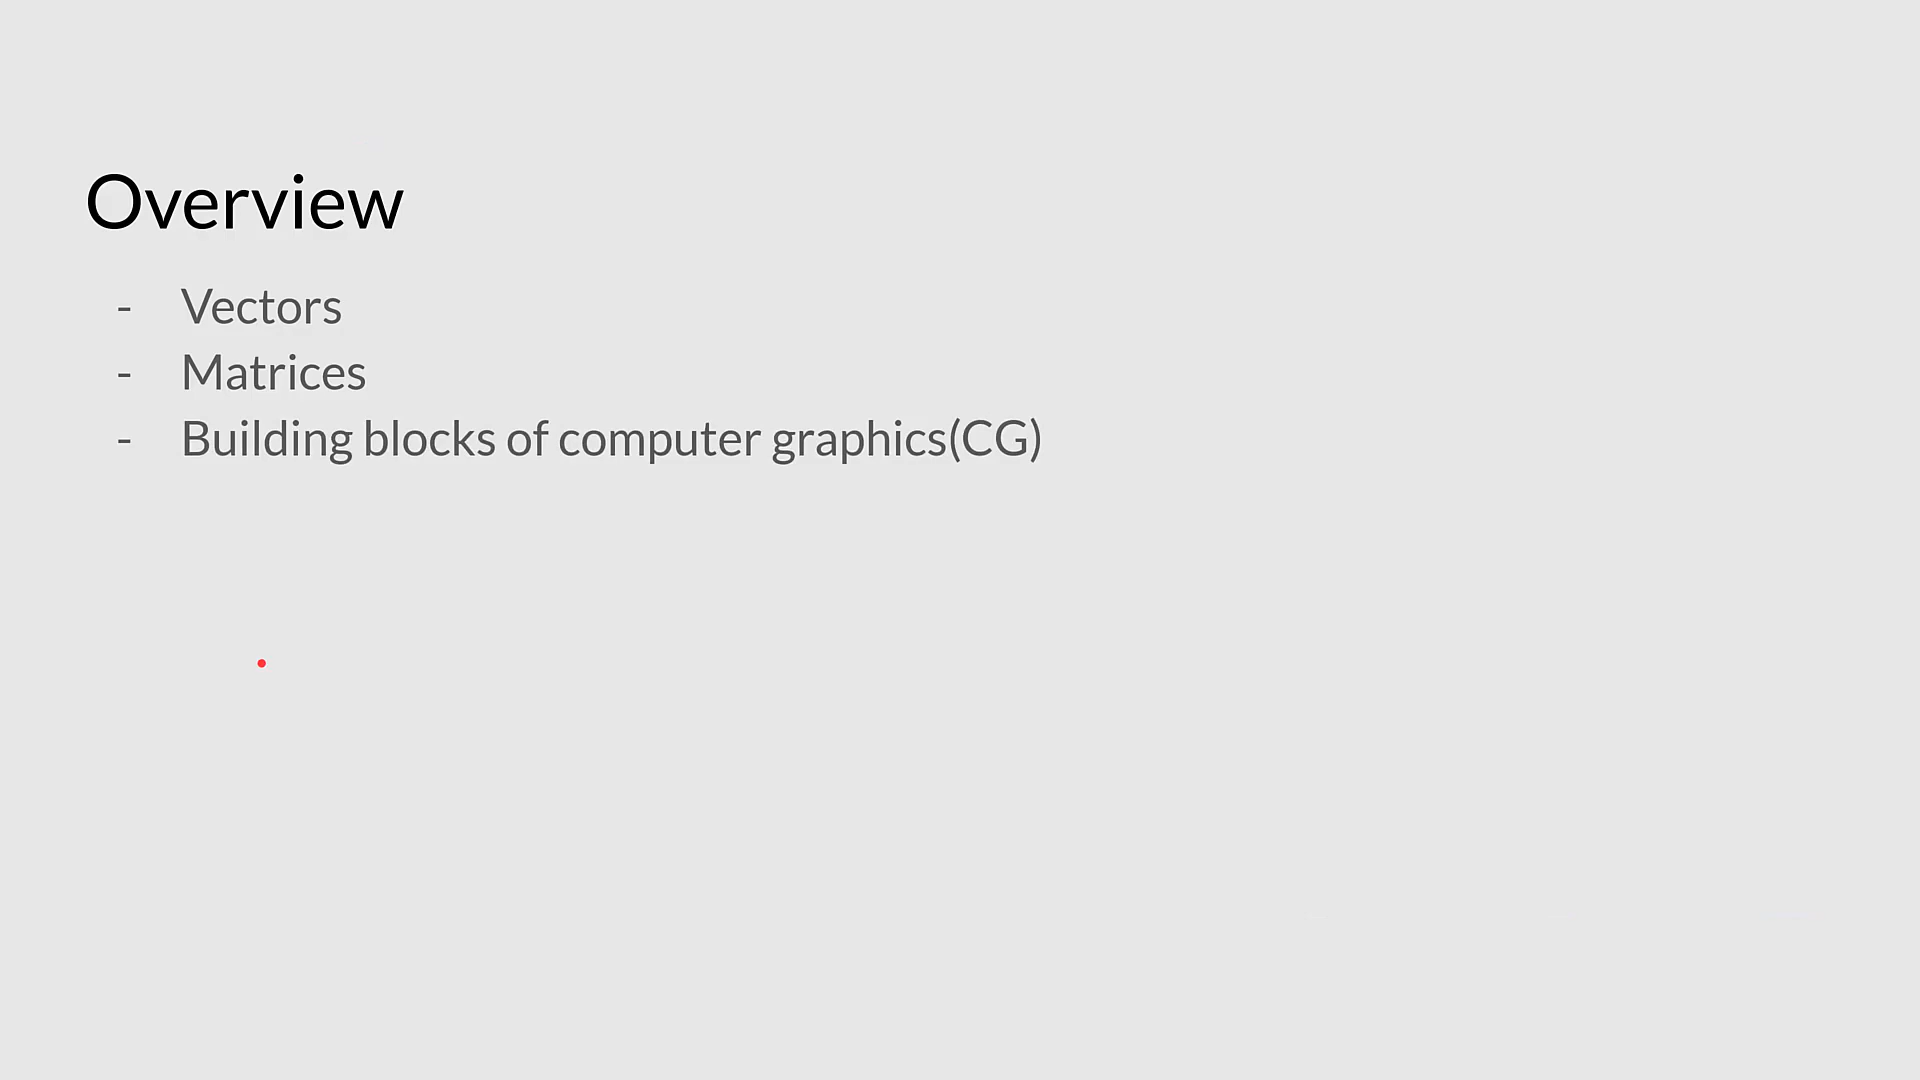 Overview
- Vectors
- Matrices
- Building blocks of computer graphics(CG)